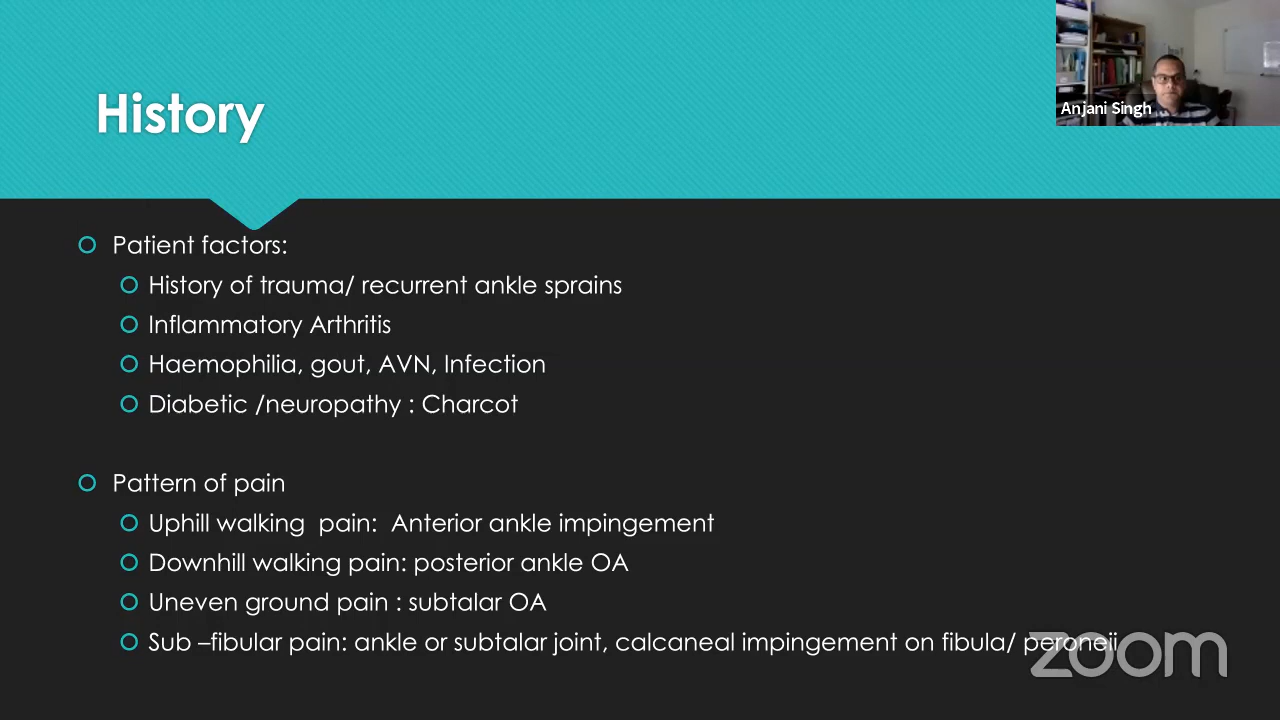 History
Anjani Singh
Patient factors:
History of trauma/ recurrent ankle sprains
Inflammatory Arthritis
Haemophilia, gout, AVN, Infection
Diabetic /neuropathy : Charcot
Pattern of pain
Uphill walking  pain:  Anterior ankle impingement
Downhill walking pain: posterior ankle OA
Uneven ground pain : subtalar OA
Sub –fibular pain: ankle or subtalar joint, calcaneal impingement on fibula/ peroneii
zoom